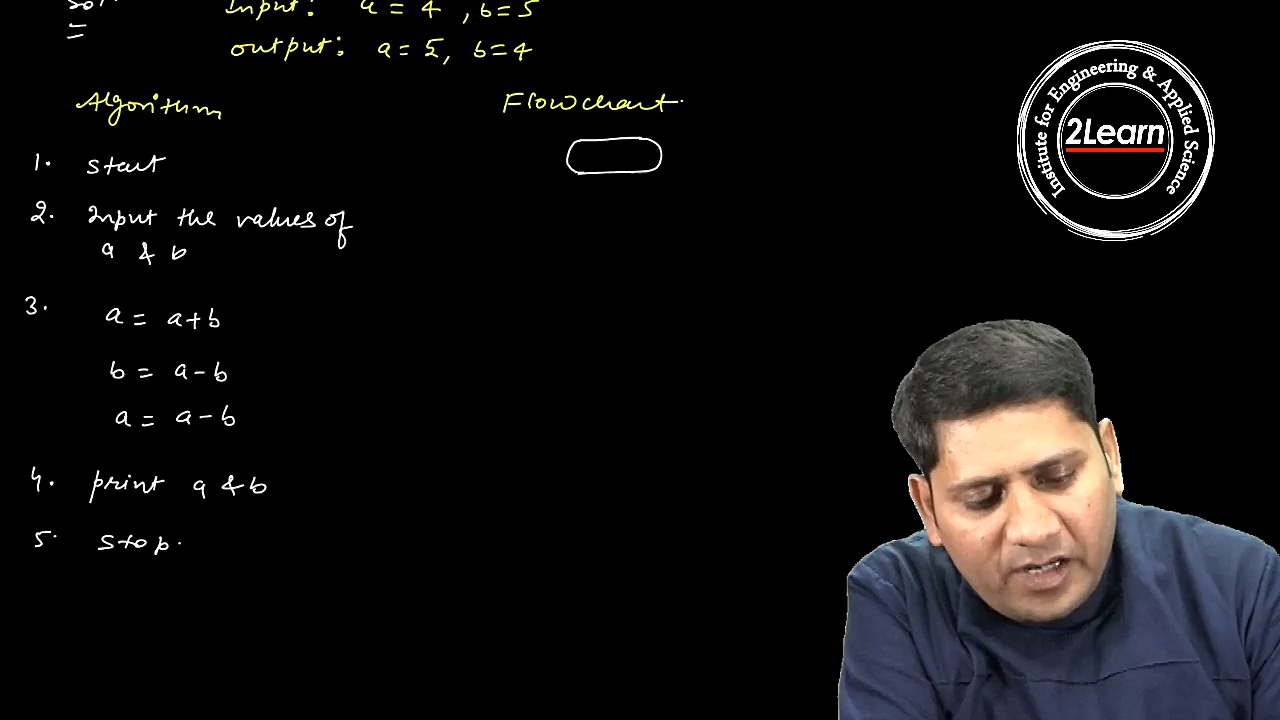 Soln
Input: a = 4 , b = 5
=
output: a = 5, b = 4
Algorithm
Flowchart.
1. Start
2. Input the values of
a & b
3. a = a + b
b = a - b
a = a - b
4. print a & b
5. Stop.
Institute for Engineering & Applied Science
2Learn